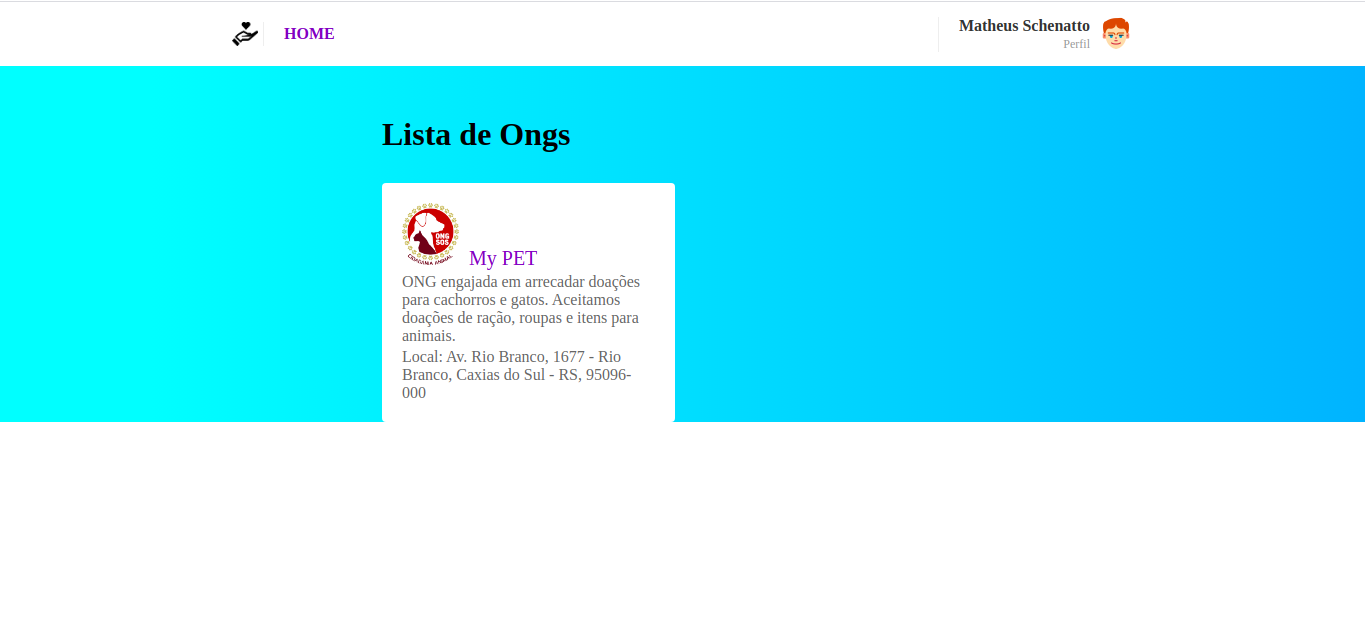 HOME
Matheus Schenatto
Perfil
Lista de Ongs
ONG
SOS
CIDADANIA ANIMAL
My PET
ONG engajada em arrecadar doações
para cachorros e gatos. Aceitamos
doações de ração, roupas e itens para
animais.
Local: Av. Rio Branco, 1677 - Rio
Branco, Caxias do Sul - RS, 95096-
000